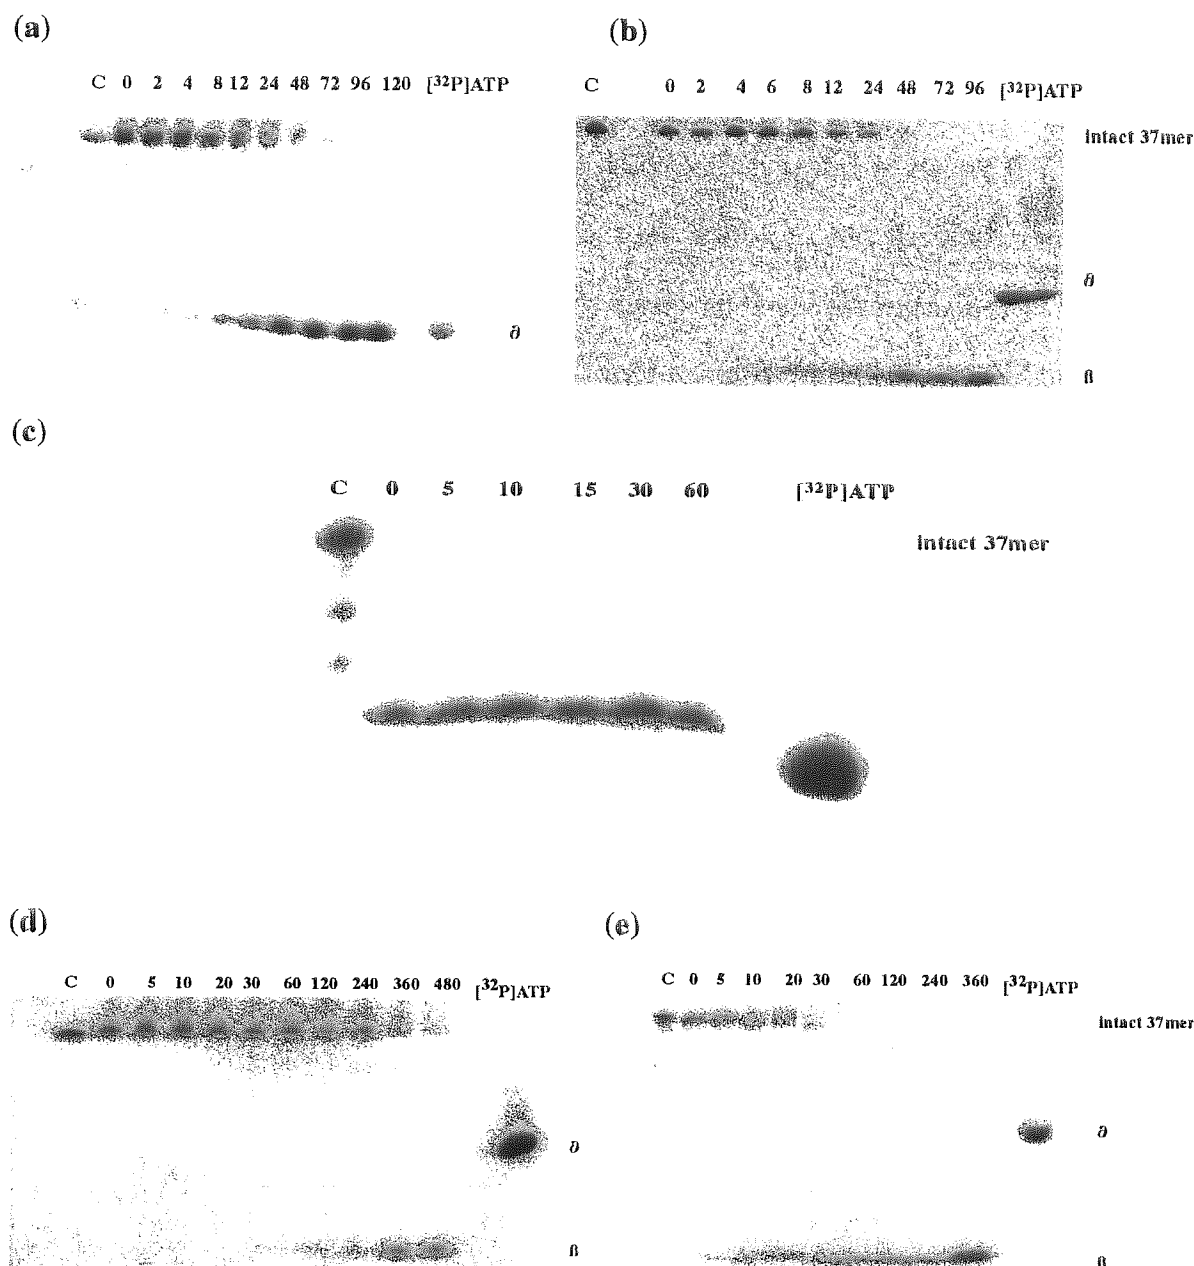 (a)
C 0 2 4 8 12 24 48 72 96 120 [³²P]ATP
∂
(b)
C 0 2 4 6 8 12 24 48 72 96 [³²P]ATP
intact 37mer
∂
ß
(c)
C 0 5 10 15 30 60 [³²P]ATP
intact 37mer
(d)
C 0 5 10 20 30 60 120 240 360 480 [³²P]ATP
∂
ß
(e)
C 0 5 10 20 30 60 120 240 360 [³²P]ATP
intact 37mer
∂
ß